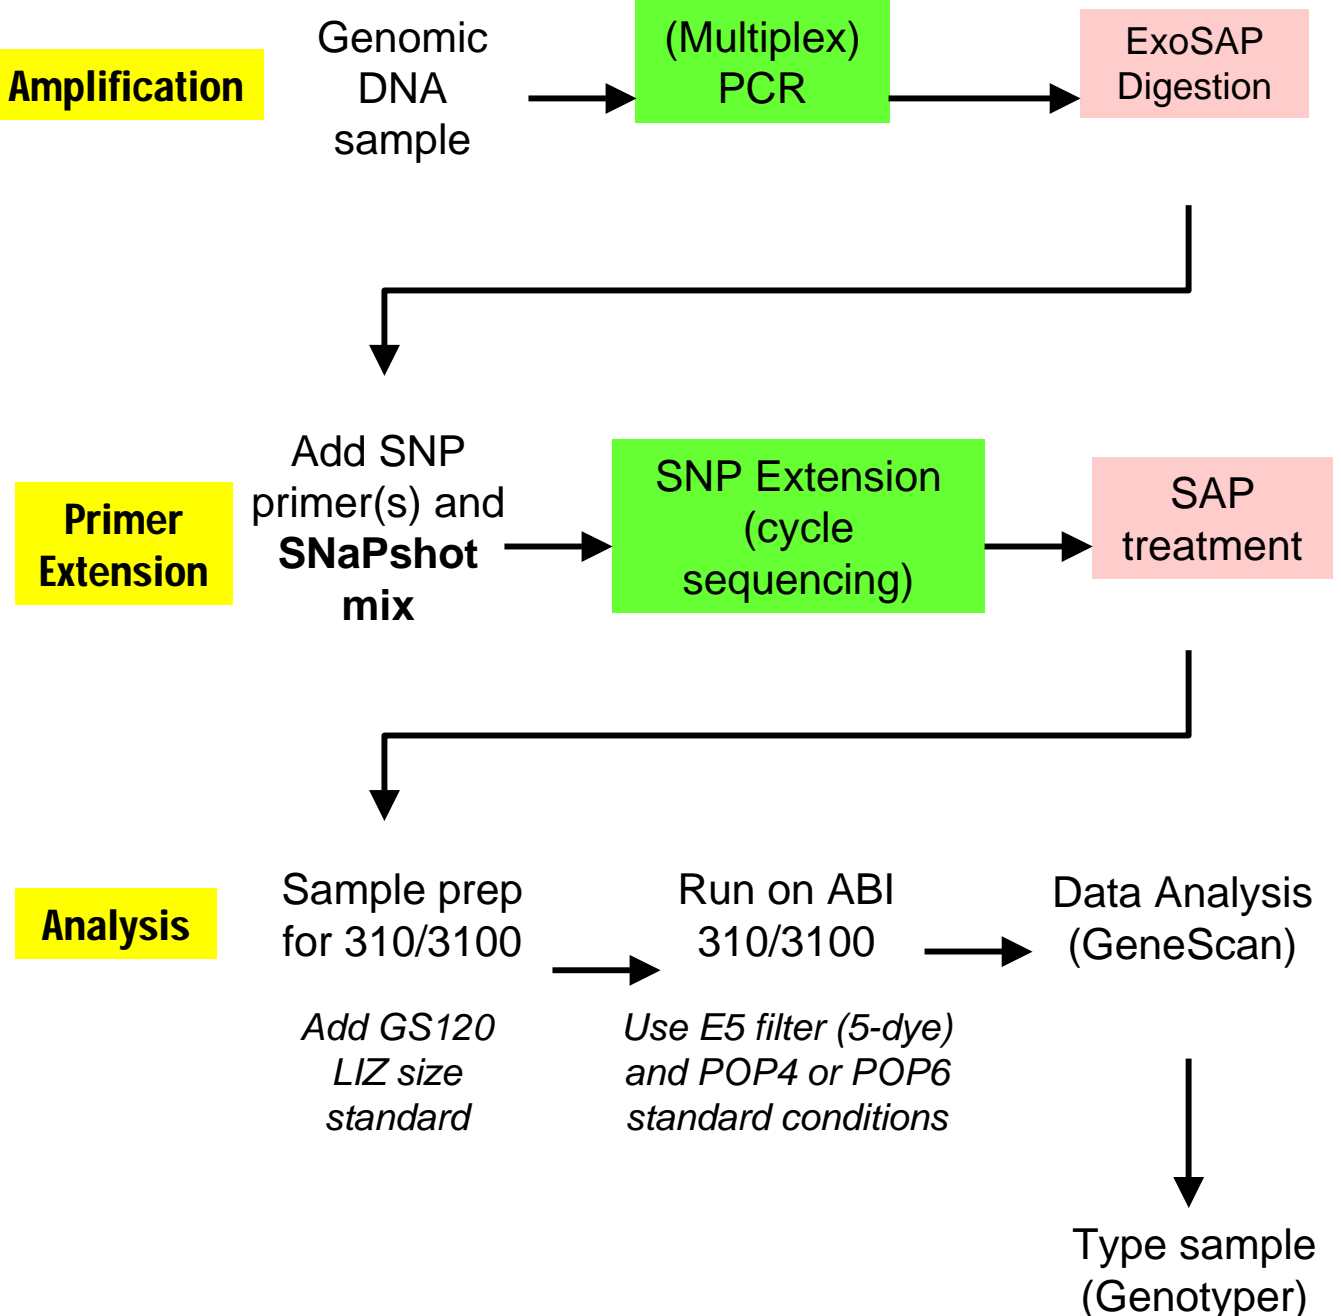 Amplification
Genomic
DNA
sample
(Multiplex)
PCR
ExoSAP
Digestion
Primer
Extension
Add SNP
primer(s) and
SNaPshot
mix
SNP Extension
(cycle
sequencing)
SAP
treatment
Analysis
Sample prep
for 310/3100
Add GS120
LIZ size
standard
Run on ABI
310/3100
Use E5 filter (5-dye)
and POP4 or POP6
standard conditions
Data Analysis
(GeneScan)
Type sample
(Genotyper)